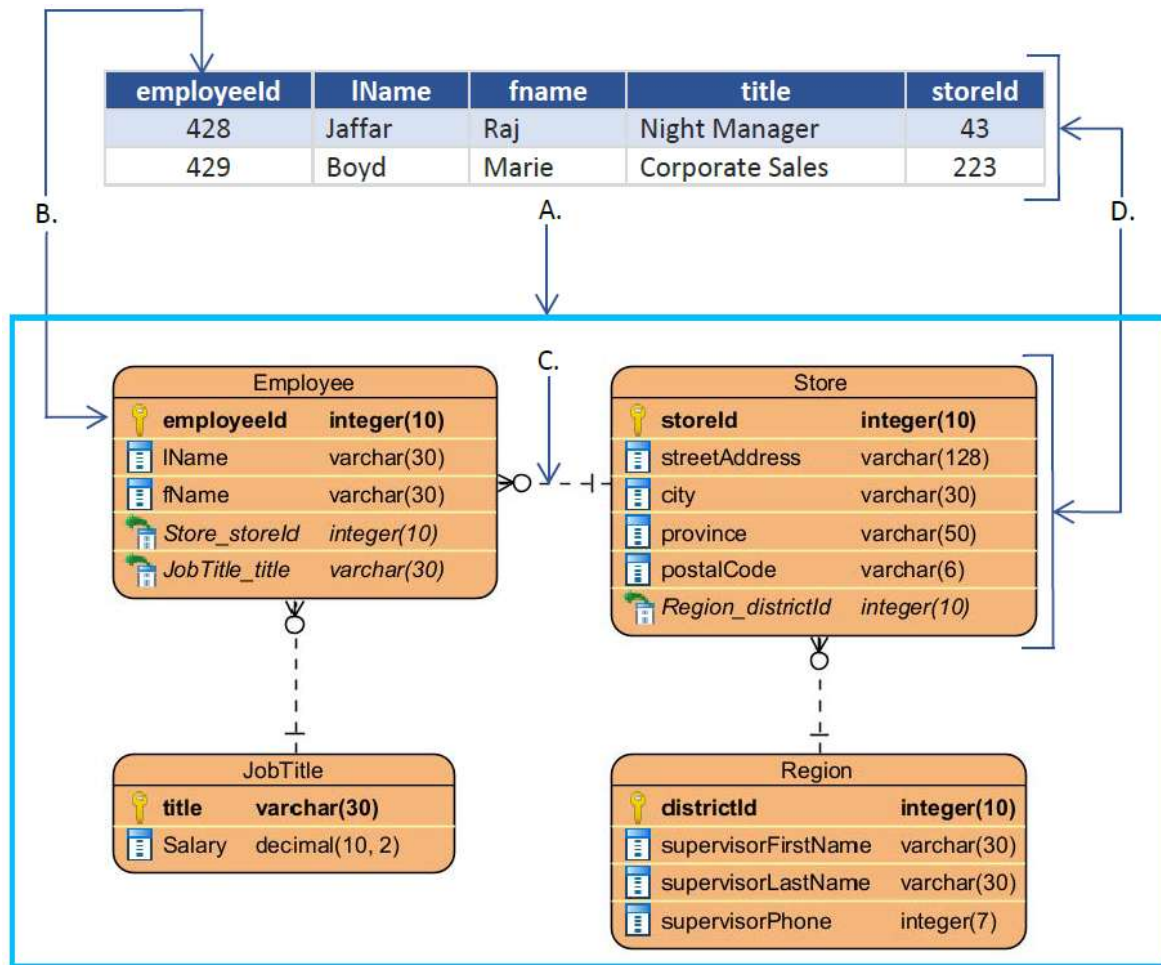 employeeId lName fname title storeId
428 Jaffar Raj Night Manager 43
429 Boyd Marie Corporate Sales 223
B. A. D.
C.
Employee
employeeId integer(10)
lName varchar(30)
fName varchar(30)
Store_storeId integer(10)
JobTitle_title varchar(30)
Store
storeId integer(10)
streetAddress varchar(128)
city varchar(30)
province varchar(50)
postalCode varchar(6)
Region_districtId integer(10)
JobTitle
title varchar(30)
Salary decimal(10, 2)
Region
districtId integer(10)
supervisorFirstName varchar(30)
supervisorLastName varchar(30)
supervisorPhone integer(7)